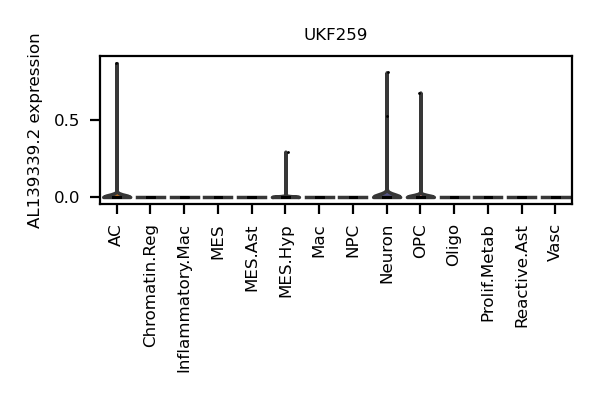 UKF259
AL139339.2 expression
0.5
0.0
AC
Chromatin.Reg
Inflammatory.Mac
MES
MES.Ast
MES.Hyp
Mac
NPC
Neuron
OPC
Oligo
Prolif.Metab
Reactive.Ast
Vasc